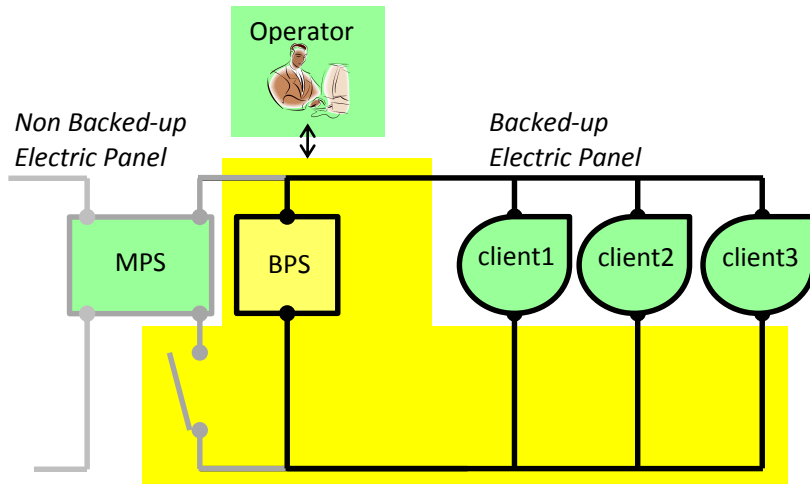 Operator
Non Backed-up
Electric Panel
Backed-up
Electric Panel
MPS
BPS
client1
client2
client3